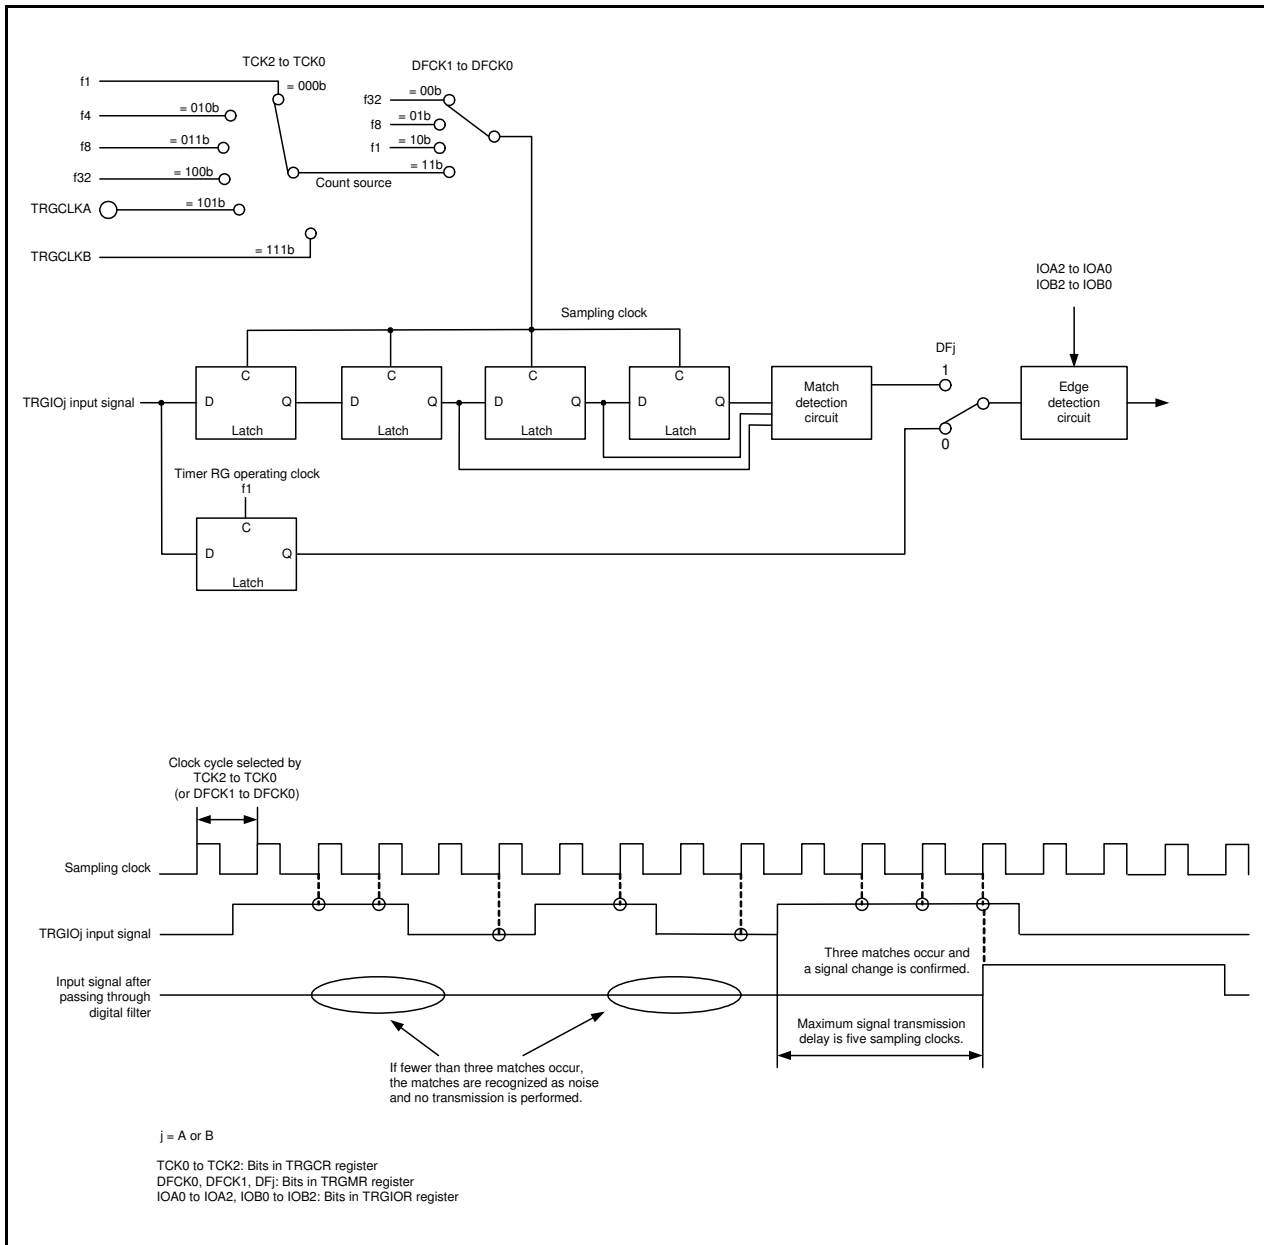 TCK2 to TCK0
DFCK1 to DFCK0
f1
= 000b
f4
= 010b
f8
= 011b
f32
= 100b
TRGCLKA
= 101b
TRGCLKB
= 111b
f32
= 00b
f8
= 01b
f1
= 10b
= 11b
Count source
IOA2 to IOA0
IOB2 to IOB0
Sampling clock
DFj
1
0
TRGIOj input signal
C
D
Q
Latch
C
D
Q
Latch
C
D
Q
Latch
C
D
Q
Latch
Match
detection
circuit
Edge
detection
circuit
Timer RG operating clock
f1
C
D
Q
Latch
Clock cycle selected by
TCK2 to TCK0
(or DFCK1 to DFCK0)
Sampling clock
TRGIOj input signal
Three matches occur and
a signal change is confirmed.
Input signal after
passing through
digital filter
Maximum signal transmission
delay is five sampling clocks.
If fewer than three matches occur,
the matches are recognized as noise
and no transmission is performed.
j = A or B
TCK0 to TCK2: Bits in TRGCR register
DFCK0, DFCK1, DFj: Bits in TRGMR register
IOA0 to IOA2, IOB0 to IOB2: Bits in TRGIOR register